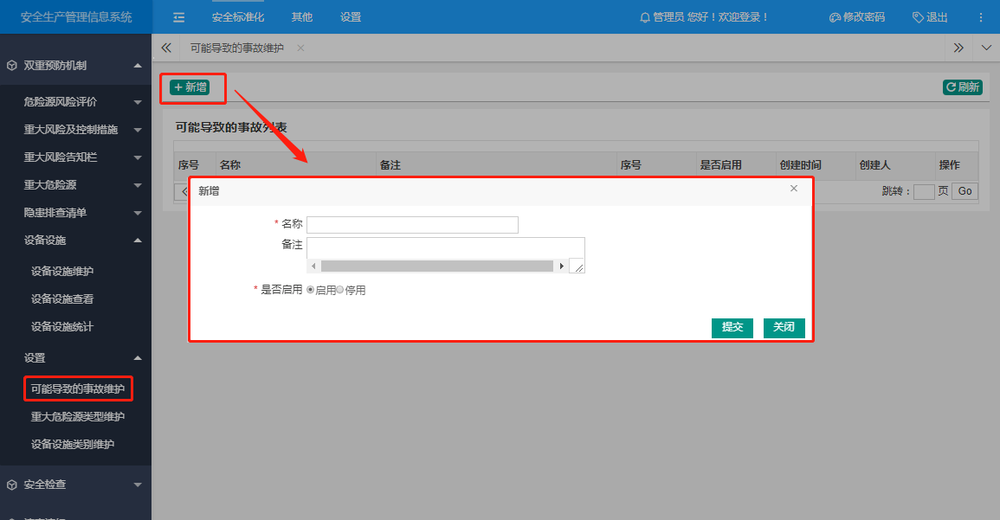 安全生产管理信息系统
安全标准化 其他 设置 管理员 您好！欢迎登录！ 修改密码 退出
可能导致的事故维护
双重预防机制
危险源风险评价
重大风险及控制措施
重大风险告知栏
重大危险源
隐患排查清单
设备设施
设备设施维护
设备设施查看
设备设施统计
设置
可能导致的事故维护
重大危险源类型维护
设备设施类别维护
安全检查
新增 刷新
可能导致的事故列表
序号 名称 备注 序号 是否启用 创建时间 创建人 操作
跳转： 页 Go
新增
* 名称
备注
* 是否启用 启用 停用
提交 关闭